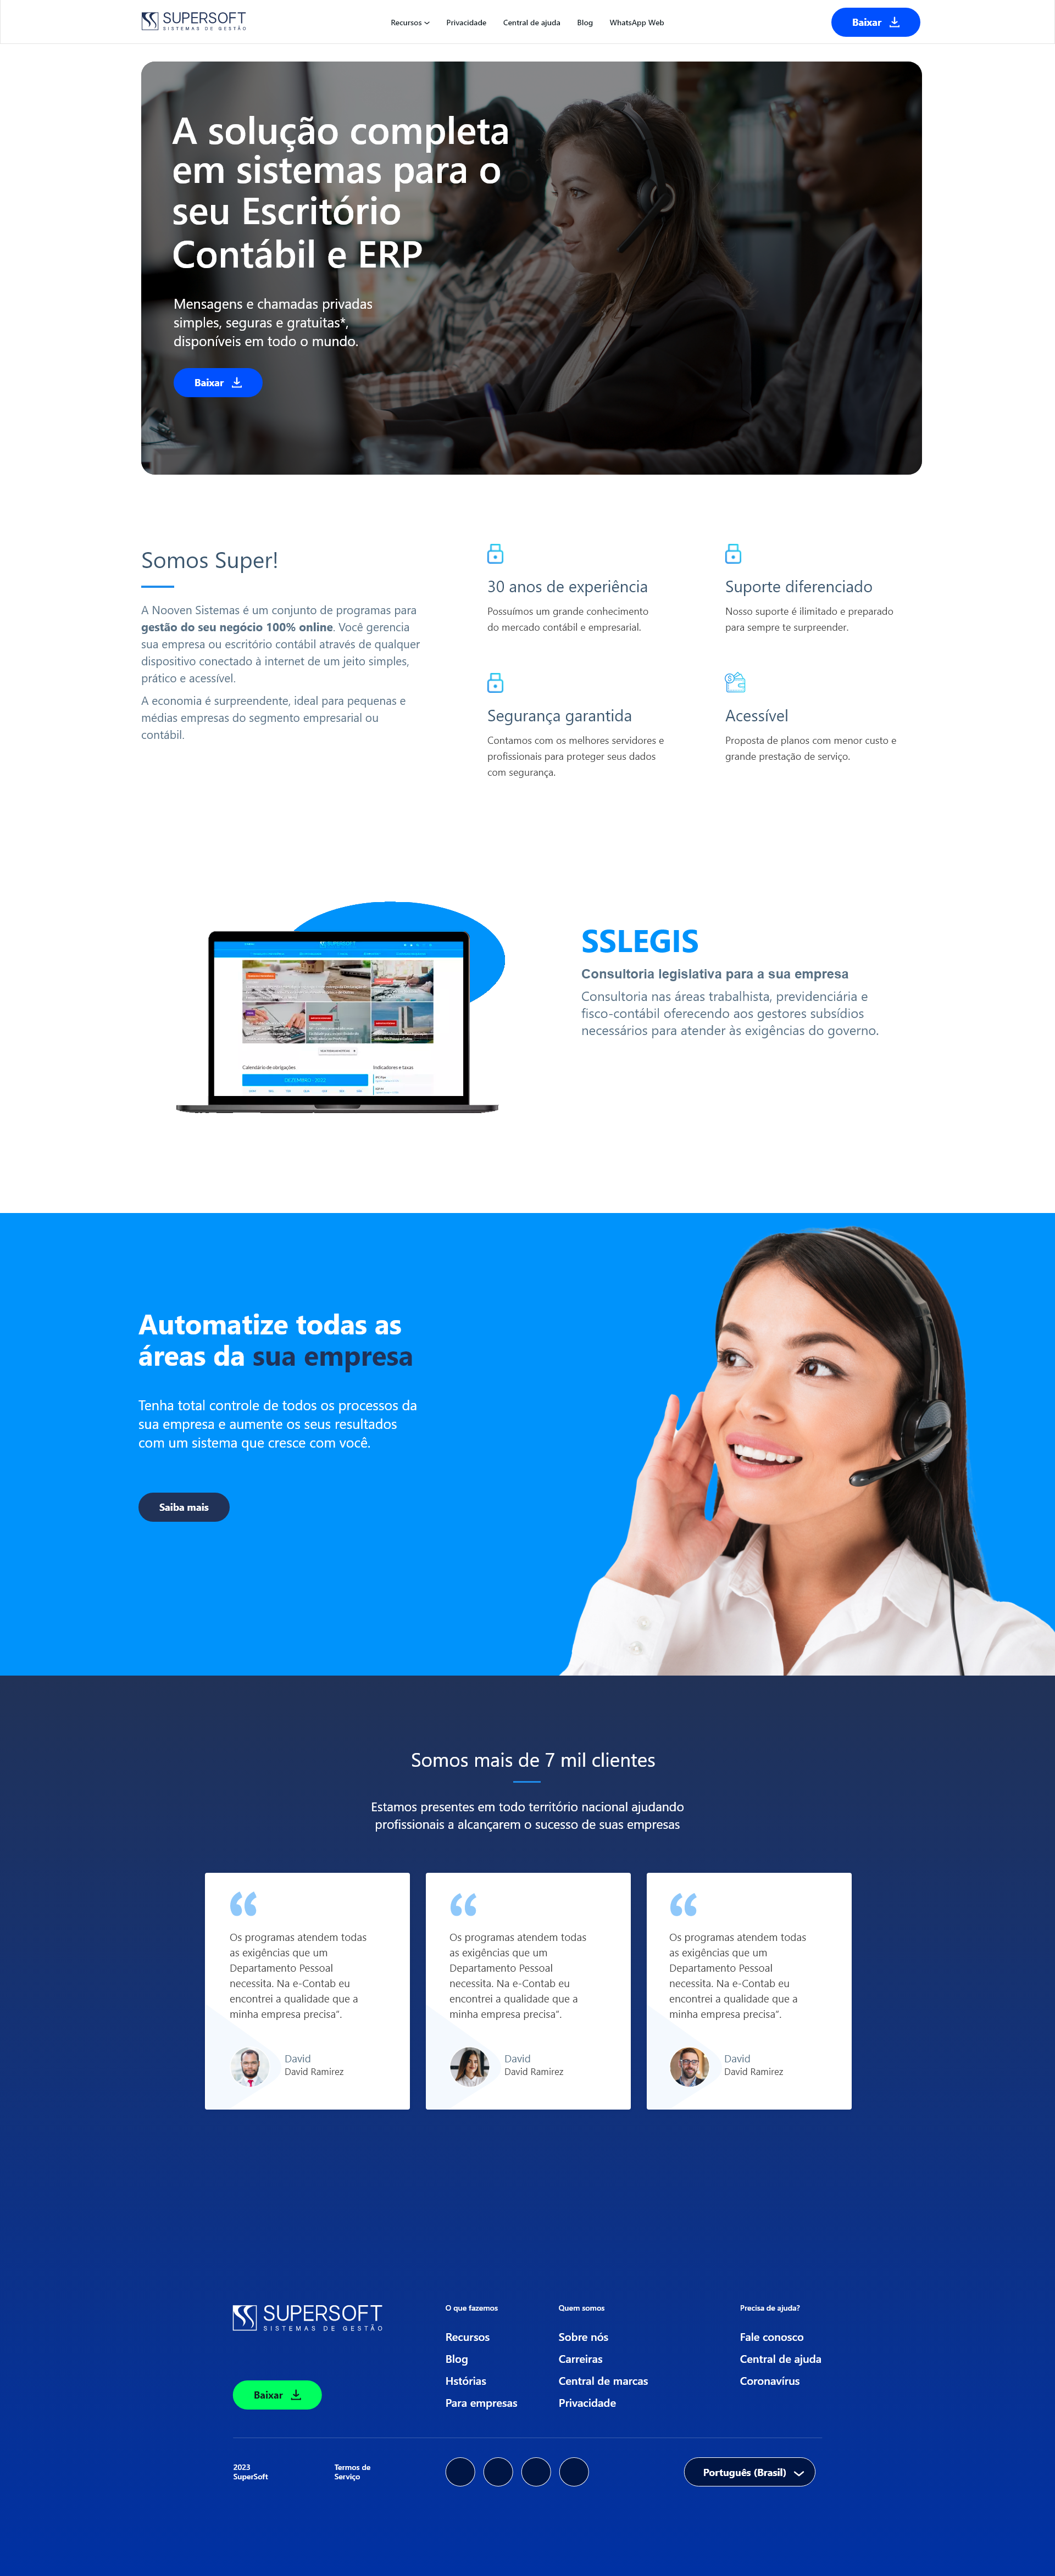 SUPERSOFT
SISTEMAS DE GESTÃO
Recursos
Privacidade
Central de ajuda
Blog
WhatsApp Web
Baixar
A solução completa
em sistemas para o
seu Escritório
Contábil e ERP
Mensagens e chamadas privadas
simples, seguras e gratuitas*,
disponíveis em todo o mundo.
Baixar
Somos Super!
A Nooven Sistemas é um conjunto de programas para
gestão do seu negócio 100% online. Você gerencia
sua empresa ou escritório contábil através de qualquer
dispositivo conectado à internet de um jeito simples,
prático e acessível.
A economia é surpreendente, ideal para pequenas e
médias empresas do segmento empresarial ou
contábil.
30 anos de experiência
Possuímos um grande conhecimento
do mercado contábil e empresarial.
Suporte diferenciado
Nosso suporte é ilimitado e preparado
para sempre te surpreender.
Segurança garantida
Contamos com os melhores servidores e
profissionais para proteger seus dados
com segurança.
Acessível
Proposta de planos com menor custo e
grande prestação de serviço.
SUPERSOFT
Calendário de obrigações
Indicadores e taxas
DEZEMBRO - 2022
SSLEGIS
Consultoria legislativa para a sua empresa
Consultoria nas áreas trabalhista, previdenciária e
fisco-contábil oferecendo aos gestores subsídios
necessários para atender às exigências do governo.
Automatize todas as
áreas da sua empresa
Tenha total controle de todos os processos da
sua empresa e aumente os seus resultados
com um sistema que cresce com você.
Saiba mais
Somos mais de 7 mil clientes
Estamos presentes em todo território nacional ajudando
profissionais a alcançarem o sucesso de suas empresas
Os programas atendem todas
as exigências que um
Departamento Pessoal
necessita. Na e-Contab eu
encontrei a qualidade que a
minha empresa precisa".
David
David Ramirez
Os programas atendem todas
as exigências que um
Departamento Pessoal
necessita. Na e-Contab eu
encontrei a qualidade que a
minha empresa precisa".
David
David Ramirez
Os programas atendem todas
as exigências que um
Departamento Pessoal
necessita. Na e-Contab eu
encontrei a qualidade que a
minha empresa precisa".
David
David Ramirez
SUPERSOFT
SISTEMAS DE GESTÃO
Baixar
O que fazemos
Recursos
Blog
Hstórias
Para empresas
Quem somos
Sobre nós
Carreiras
Central de marcas
Privacidade
Precisa de ajuda?
Fale conosco
Central de ajuda
Coronavírus
2023
SuperSoft
Termos de
Serviço
Português (Brasil)